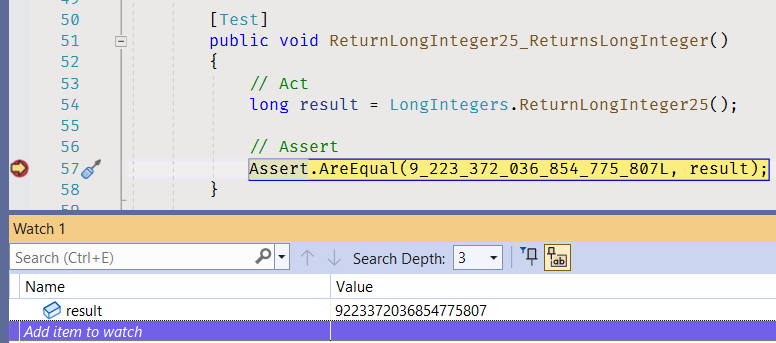 50 [Test]
51 public void ReturnLongInteger25_ReturnsLongInteger()
52 {
53 // Act
54 long result = LongIntegers.ReturnLongInteger25();
55
56 // Assert
57 Assert.AreEqual(9_223_372_036_854_775_807L, result);
58 }
Watch 1
Search (Ctrl+E) Search Depth: 3
Name Value
result 9223372036854775807
Add item to watch